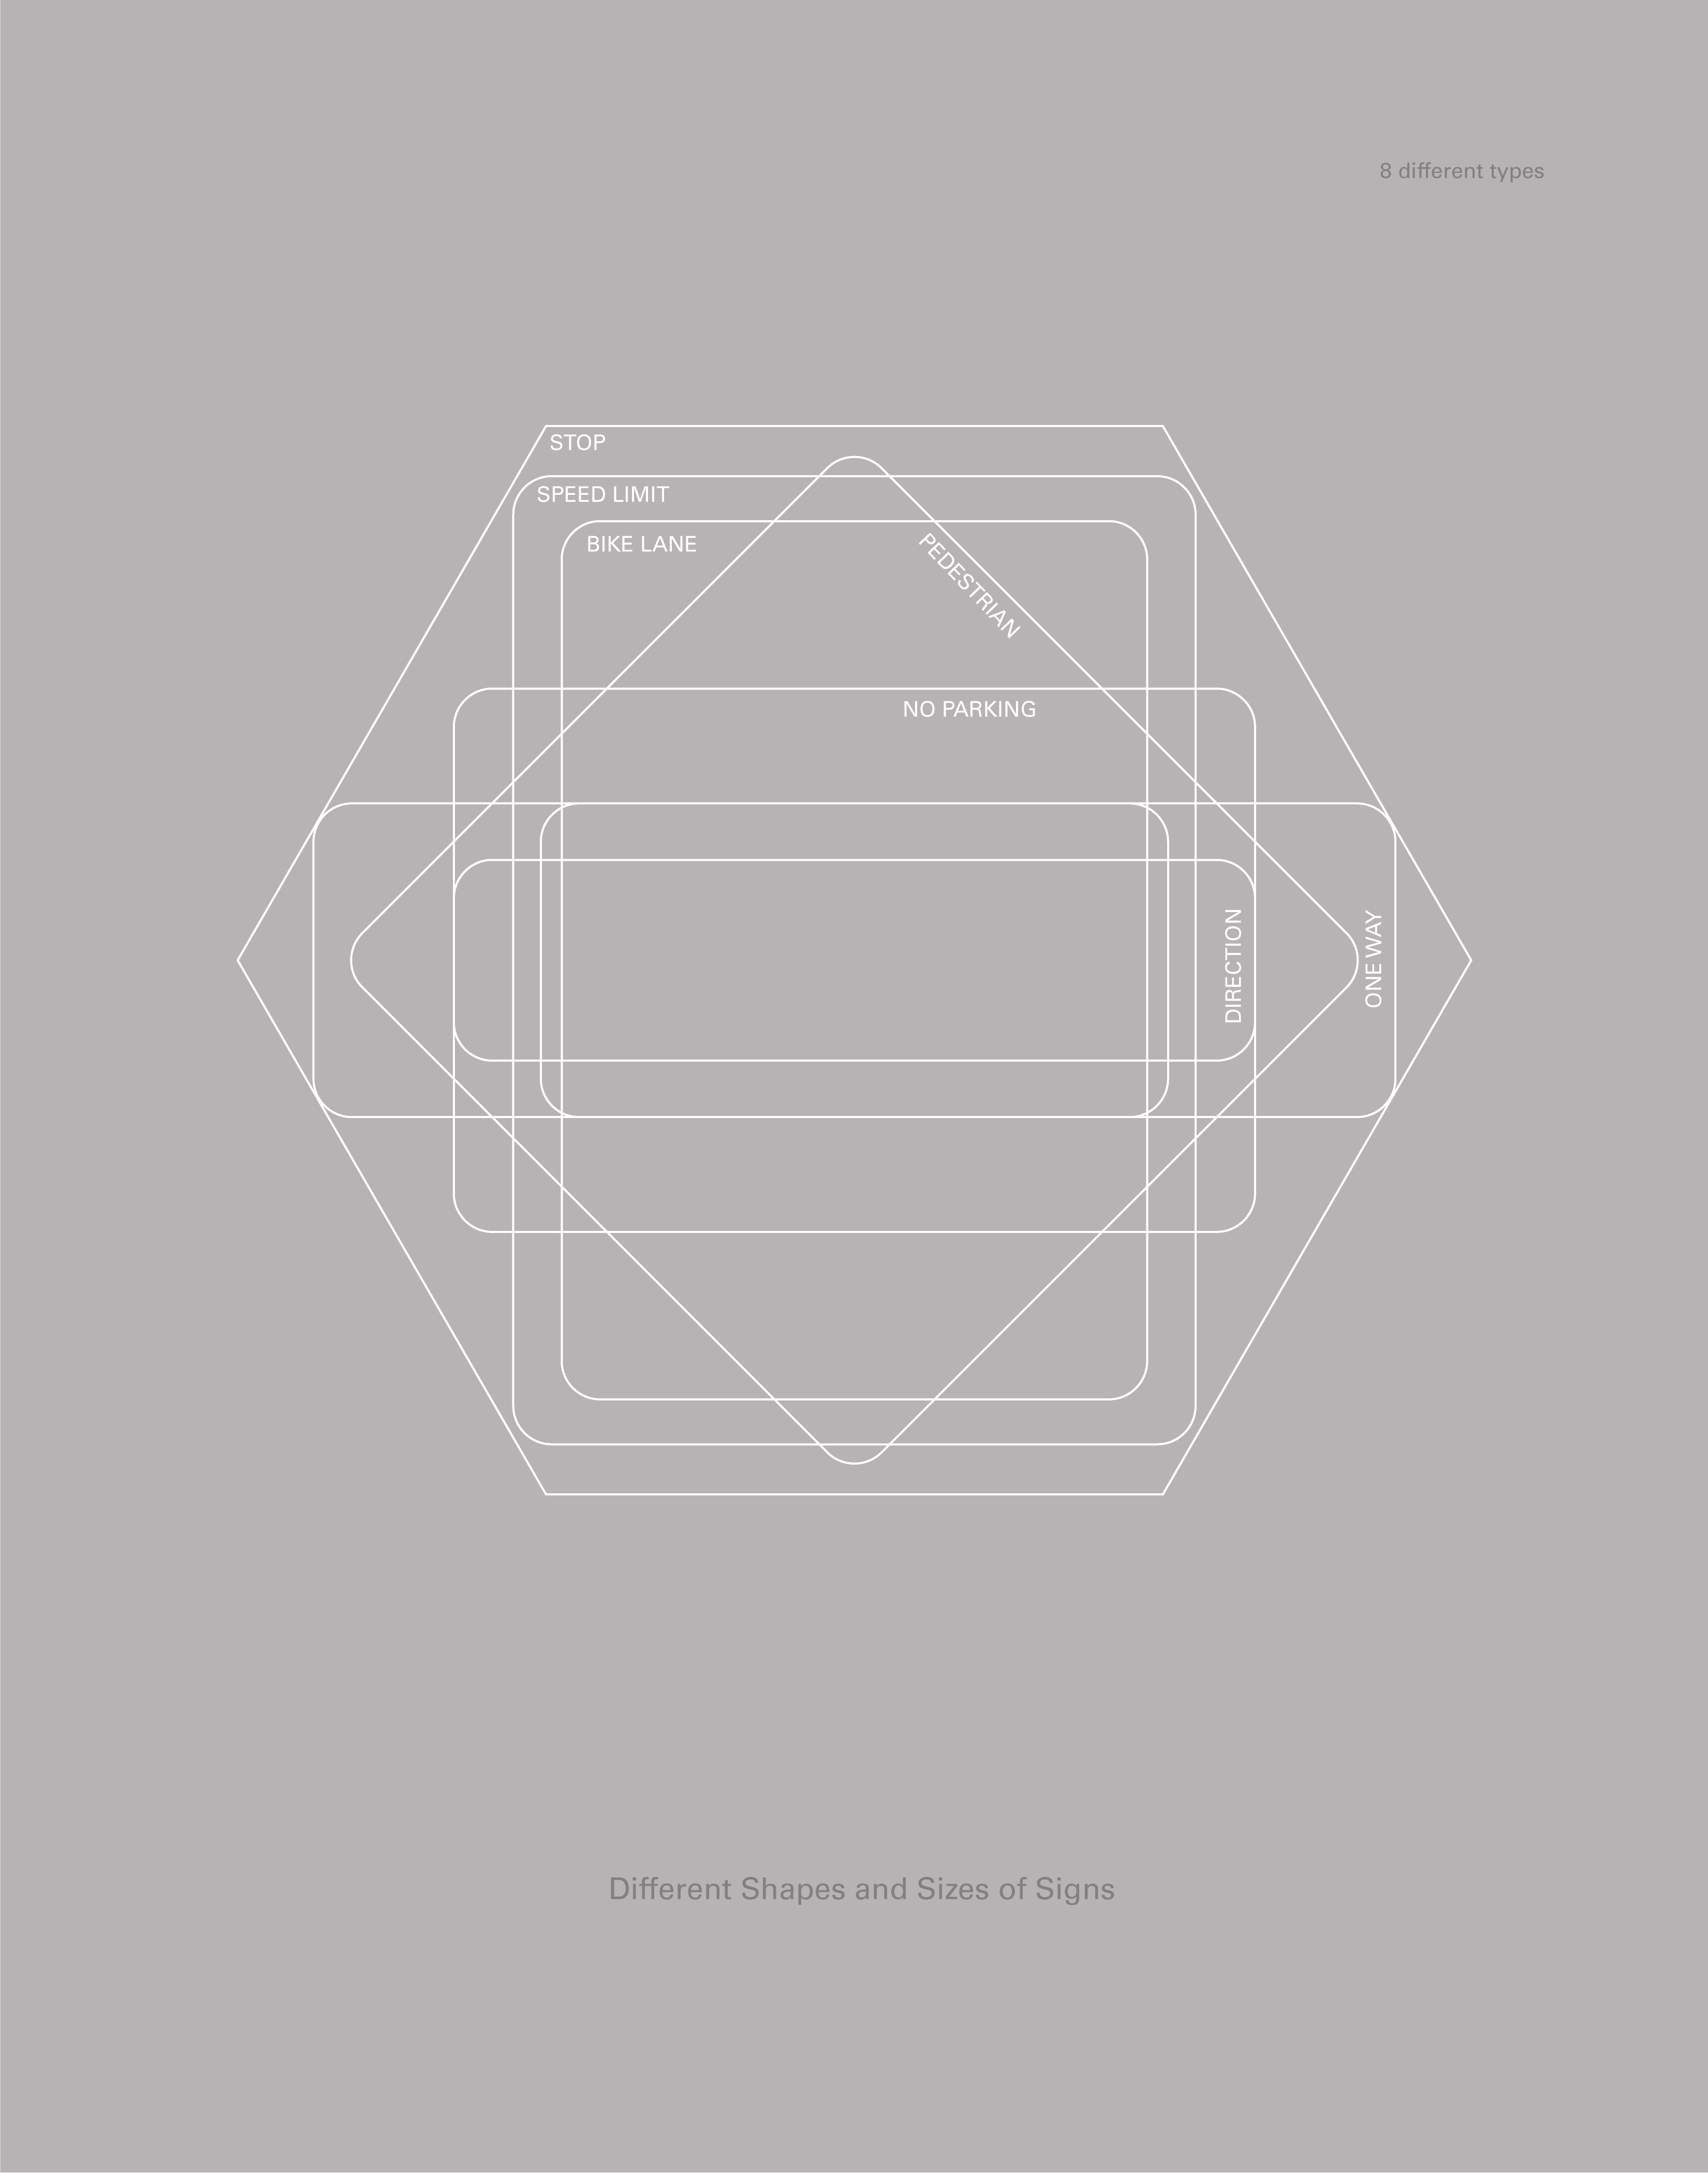 8 different types
STOP
SPEED LIMIT
BIKE LANE
PEDESTRIAN
NO PARKING
DIRECTION
ONE WAY
Different Shapes and Sizes of Signs